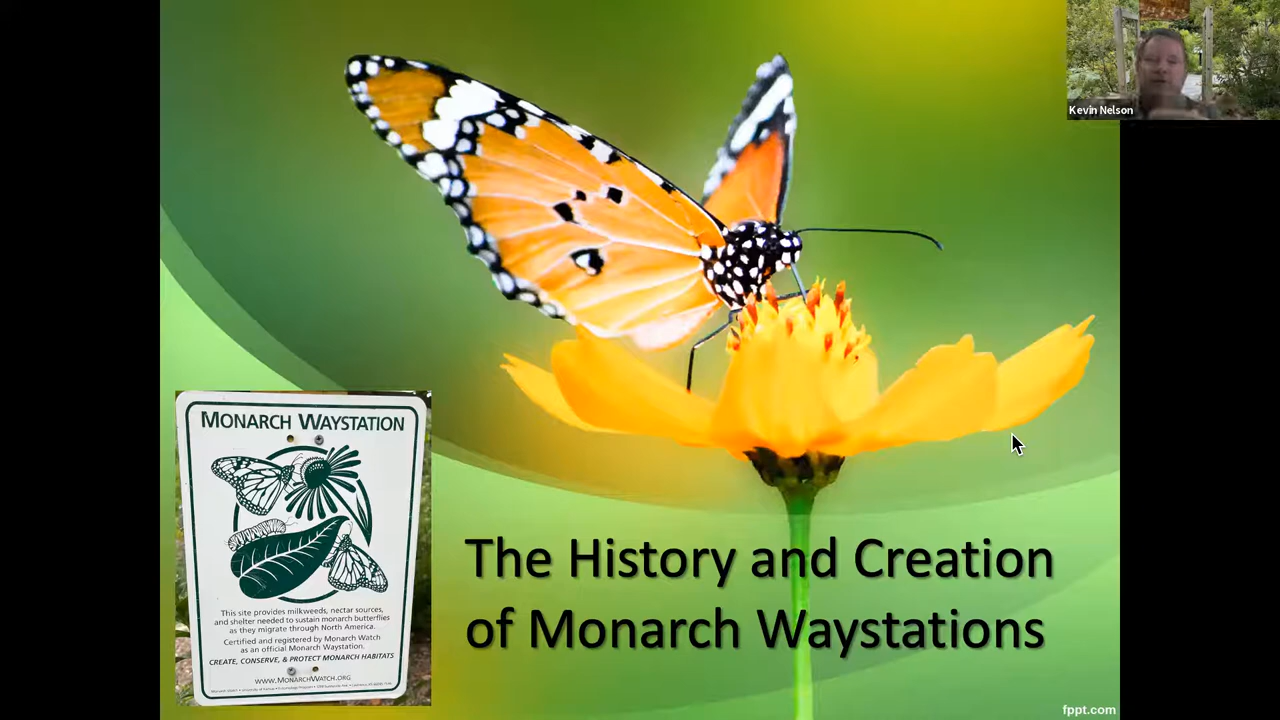 Kevin Nelson
MONARCH WAYSTATION
This site provides milkweeds, nectar sources,
and shelter needed to sustain monarch butterflies
as they migrate through North America.
Certified and registered by Monarch Watch
as an official Monarch Waystation.
CREATE, CONSERVE, & PROTECT MONARCH HABITATS
WWW.MONARCHWATCH.ORG
The History and Creation
of Monarch Waystations
fppt.com